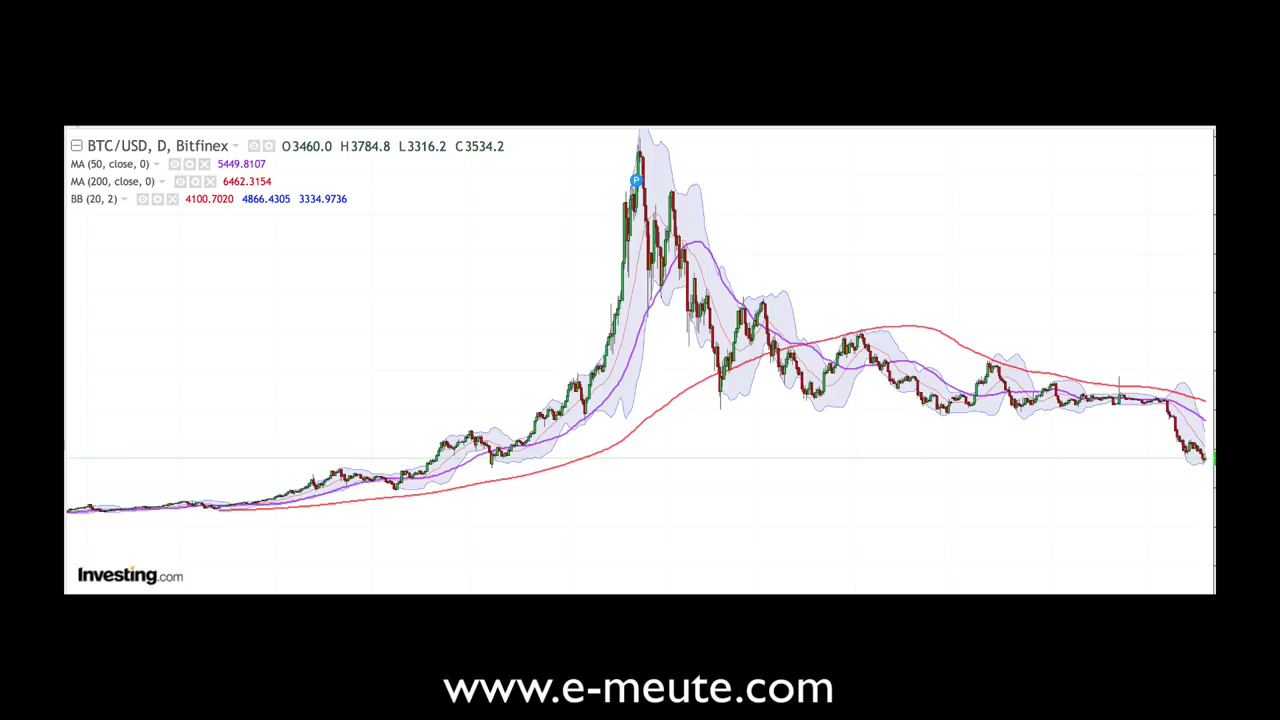 BTC/USD, D, Bitfinex O3460.0 H3784.8 L3316.2 C3534.2
MA (50, close, 0) 5449.8107
MA (200, close, 0) 6462.3154
BB (20, 2) 4100.7020 4866.4305 3334.9736
P
Investing.com
www.e-meute.com